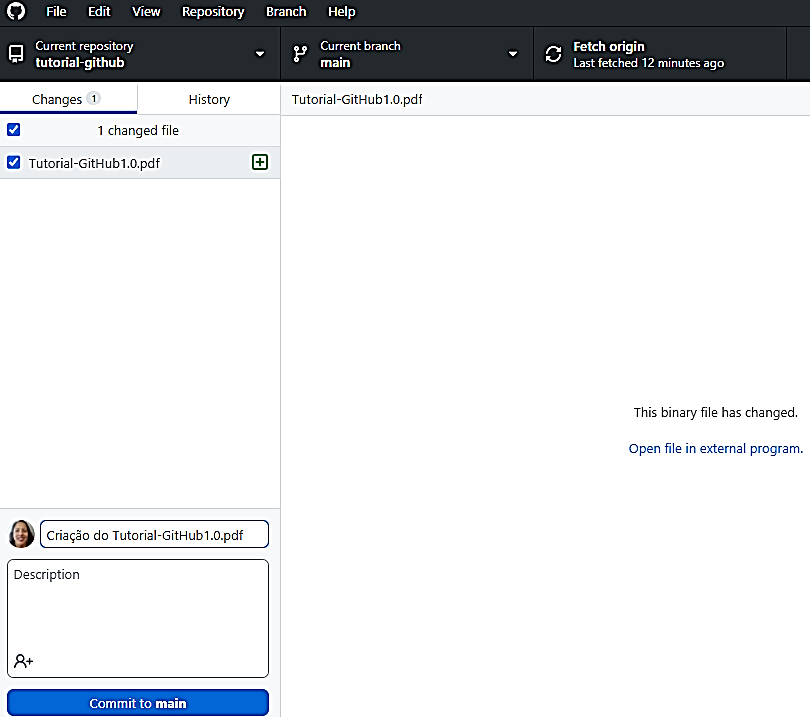 File Edit View Repository Branch Help
Current repository
tutorial-github
Current branch
main
Fetch origin
Last fetched 12 minutes ago
Changes 1 History
Tutorial-GitHub1.0.pdf
1 changed file
Tutorial-GitHub1.0.pdf
This binary file has changed.
Open file in external program.
Criação do Tutorial-GitHub1.0.pdf
Description
Commit to main